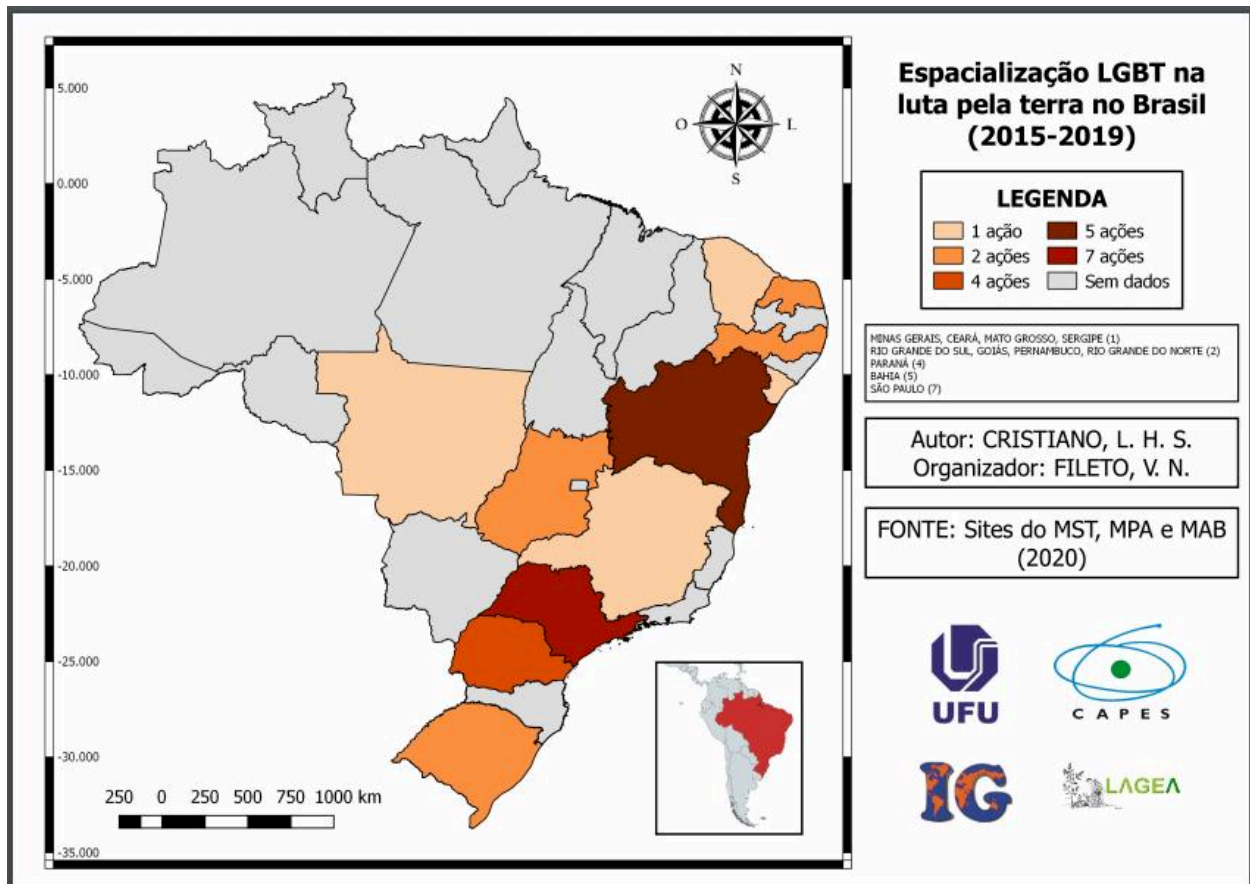 Espacialização LGBT na
luta pela terra no Brasil
(2015-2019)
LEGENDA
1 ação
5 ações
2 ações
7 ações
4 ações
Sem dados
MINAS GERAIS, CEARÁ, MATO GROSSO, SERGIPE (1)
RIO GRANDE DO SUL, GOIÁS, PERNAMBUCO, RIO GRANDE DO NORTE (2)
PARANÁ (4)
BAHIA (5)
SÃO PAULO (7)
Autor: CRISTIANO, L. H. S.
Organizador: FILETO, V. N.
FONTE: Sites do MST, MPA e MAB
(2020)
UFU
CAPES
IG
LAGEA
N
O
L
S
5.000
0.000
-5.000
-10.000
-15.000
-20.000
-25.000
-30.000
-35.000
250 0 250 500 750 1000 km